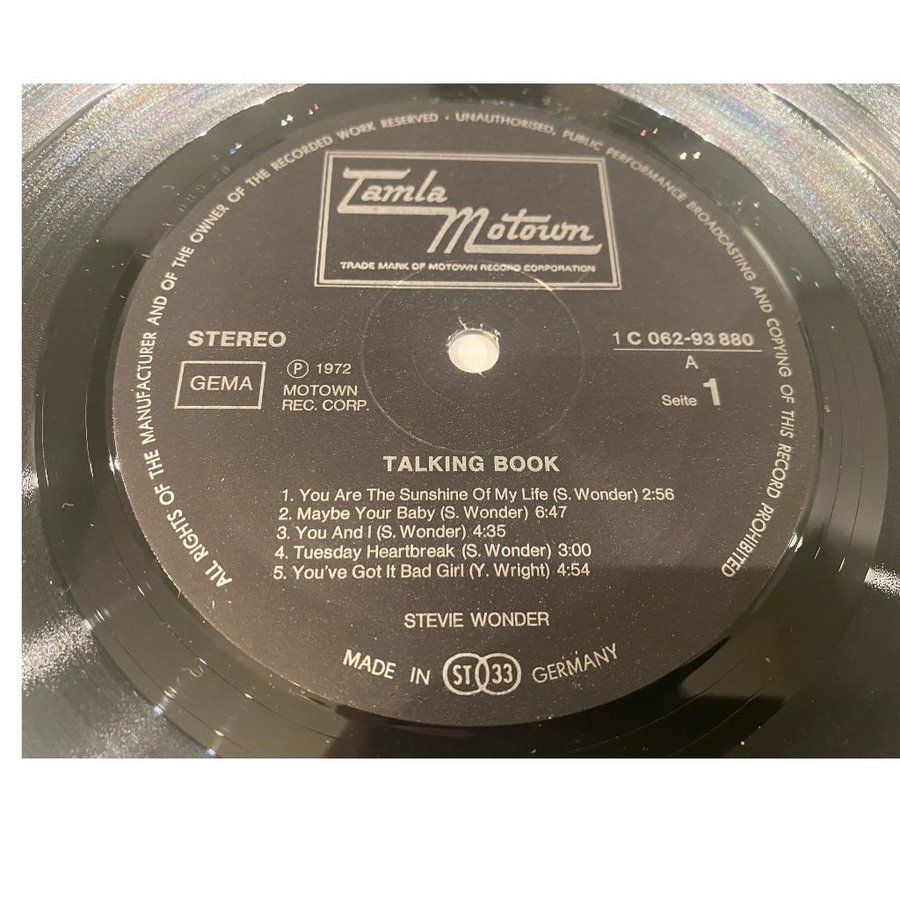 ALL RIGHTS OF THE MANUFACTURER AND OF THE OWNER OF THE RECORDED WORK RESERVED · UNAUTHORISED, PUBLIC PERFORMANCE BROADCASTING AND COPYING OF THIS RECORD PROHIBITED
Tamla
Motown
TRADE MARK OF MOTOWN RECORD CORPORATION
STEREO
GEMA
Ⓟ 1972
MOTOWN
REC. CORP.
1 C 062-93 880
A
Seite 1
TALKING BOOK
1. You Are The Sunshine Of My Life (S. Wonder) 2:56
2. Maybe Your Baby (S. Wonder) 6:47
3. You And I (S. Wonder) 4:35
4. Tuesday Heartbreak (S. Wonder) 3:00
5. You've Got It Bad Girl (Y. Wright) 4:54
STEVIE WONDER
MADE IN ST 33 GERMANY